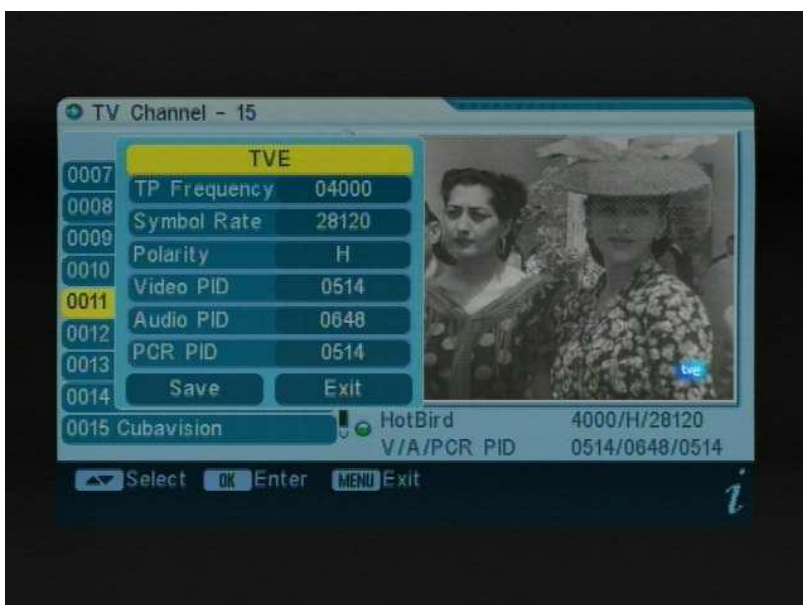 TV Channel - 15
TVE
0007
TP Frequency 04000
0008
Symbol Rate 28120
0009
Polarity H
0010
Video PID 0514
0011
Audio PID 0648
0012
PCR PID 0514
0013
Save Exit
0014
tve
0015 Cubavision
HotBird 4000/H/28120
V/A/PCR PID 0514/0648/0514
Select OK Enter MENU Exit
i